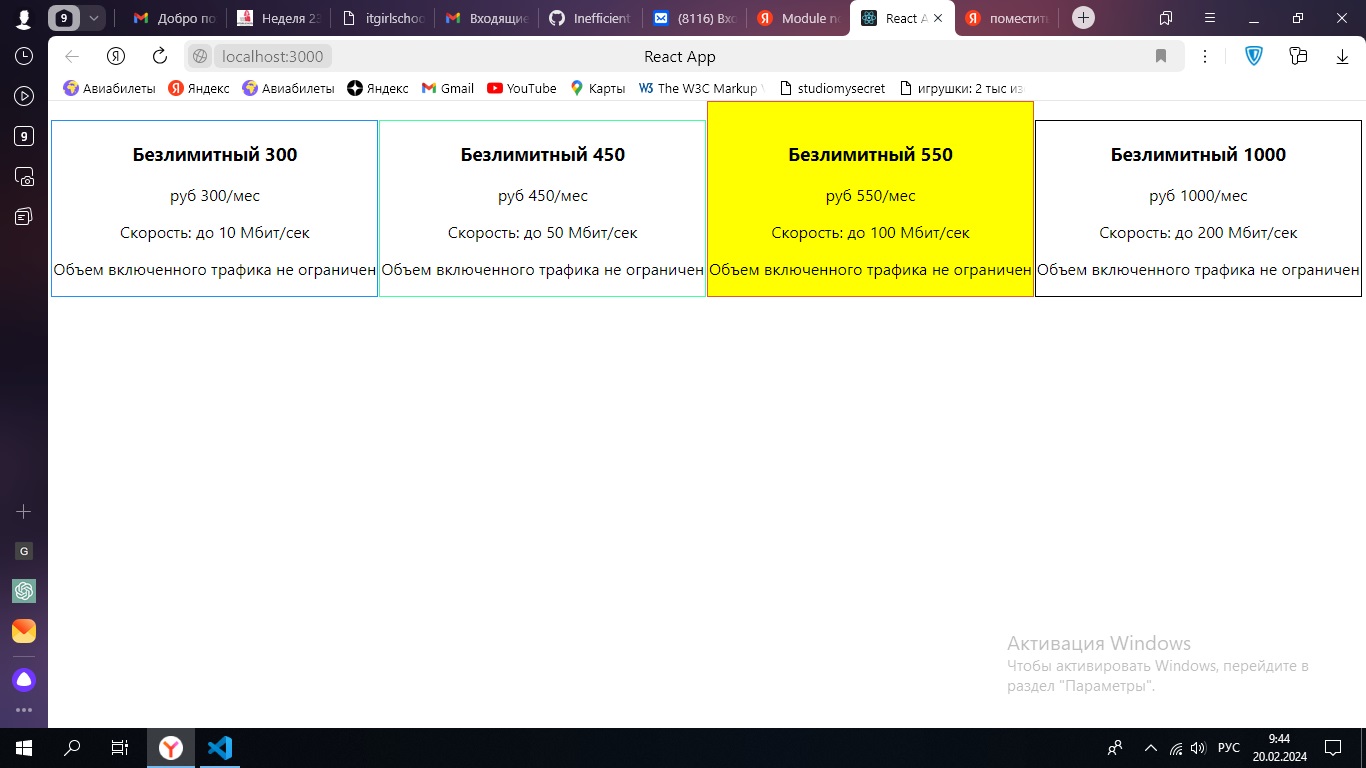 9
Добро по
Неделя 23
itgirlschoo
Входящие
Inefficient
(8116) Вхо
Module no
React A
поместить
Я
localhost:3000
React App
Авиабилеты
Яндекс
Авиабилеты
Яндекс
Gmail
YouTube
Карты
The W3C Markup
studiomysecret
игрушки: 2 тыс из
9
Безлимитный 300
руб 300/мес
Скорость: до 10 Мбит/сек
Объем включенного трафика не ограничен
Безлимитный 450
руб 450/мес
Скорость: до 50 Мбит/сек
Объем включенного трафика не ограничен
Безлимитный 550
руб 550/мес
Скорость: до 100 Мбит/сек
Объем включенного трафика не ограничен
Безлимитный 1000
руб 1000/мес
Скорость: до 200 Мбит/сек
Объем включенного трафика не ограничен
G
Активация Windows
Чтобы активировать Windows, перейдите в
раздел "Параметры".
РУС
9:44
20.02.2024